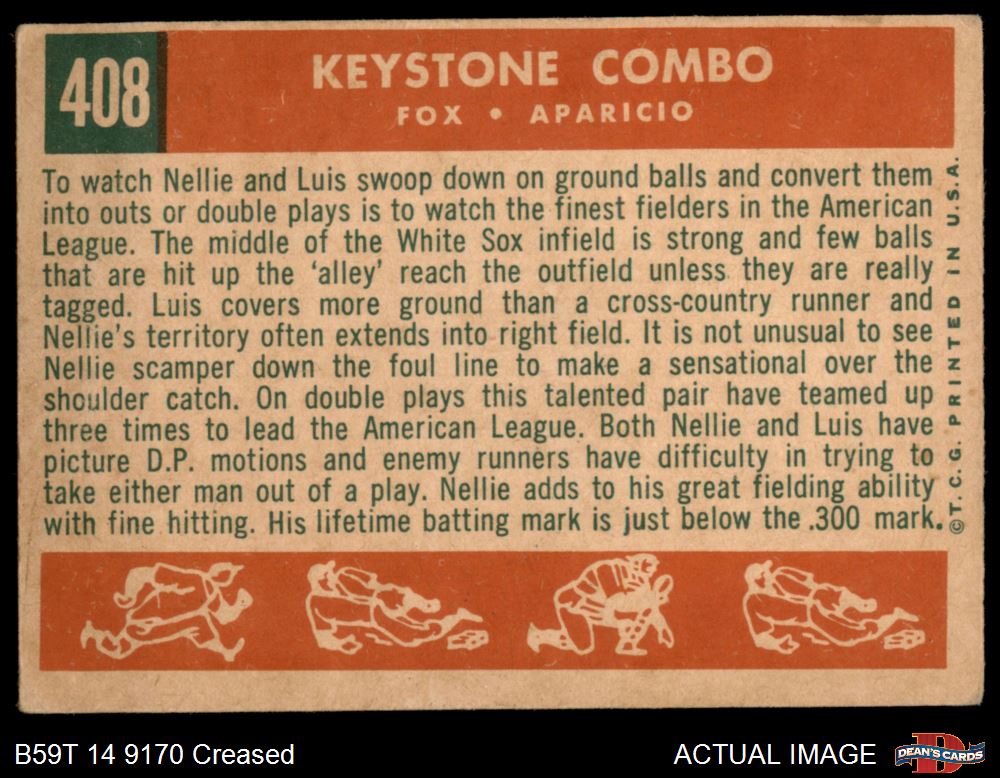 408
KEYSTONE COMBO
FOX • APARICIO
To watch Nellie and Luis swoop down on ground balls and convert them
into outs or double plays is to watch the finest fielders in the American
League. The middle of the White Sox infield is strong and few balls
that are hit up the ‘alley’ reach the outfield unless they are really
tagged. Luis covers more ground than a cross-country runner and
Nellie's territory often extends into right field. It is not unusual to see
Nellie scamper down the foul line to make a sensational over the
shoulder catch. On double plays this talented pair have teamed up
three times to lead the American League. Both Nellie and Luis have
picture D.P. motions and enemy runners have difficulty in trying to
take either man out of a play. Nellie adds to his great fielding ability
with fine hitting. His lifetime batting mark is just below the .300 mark.
© T. C. G. PRINTED IN U.S.A.
B59T 14 9170 Creased
ACTUAL IMAGE
DEAN'S CARDS